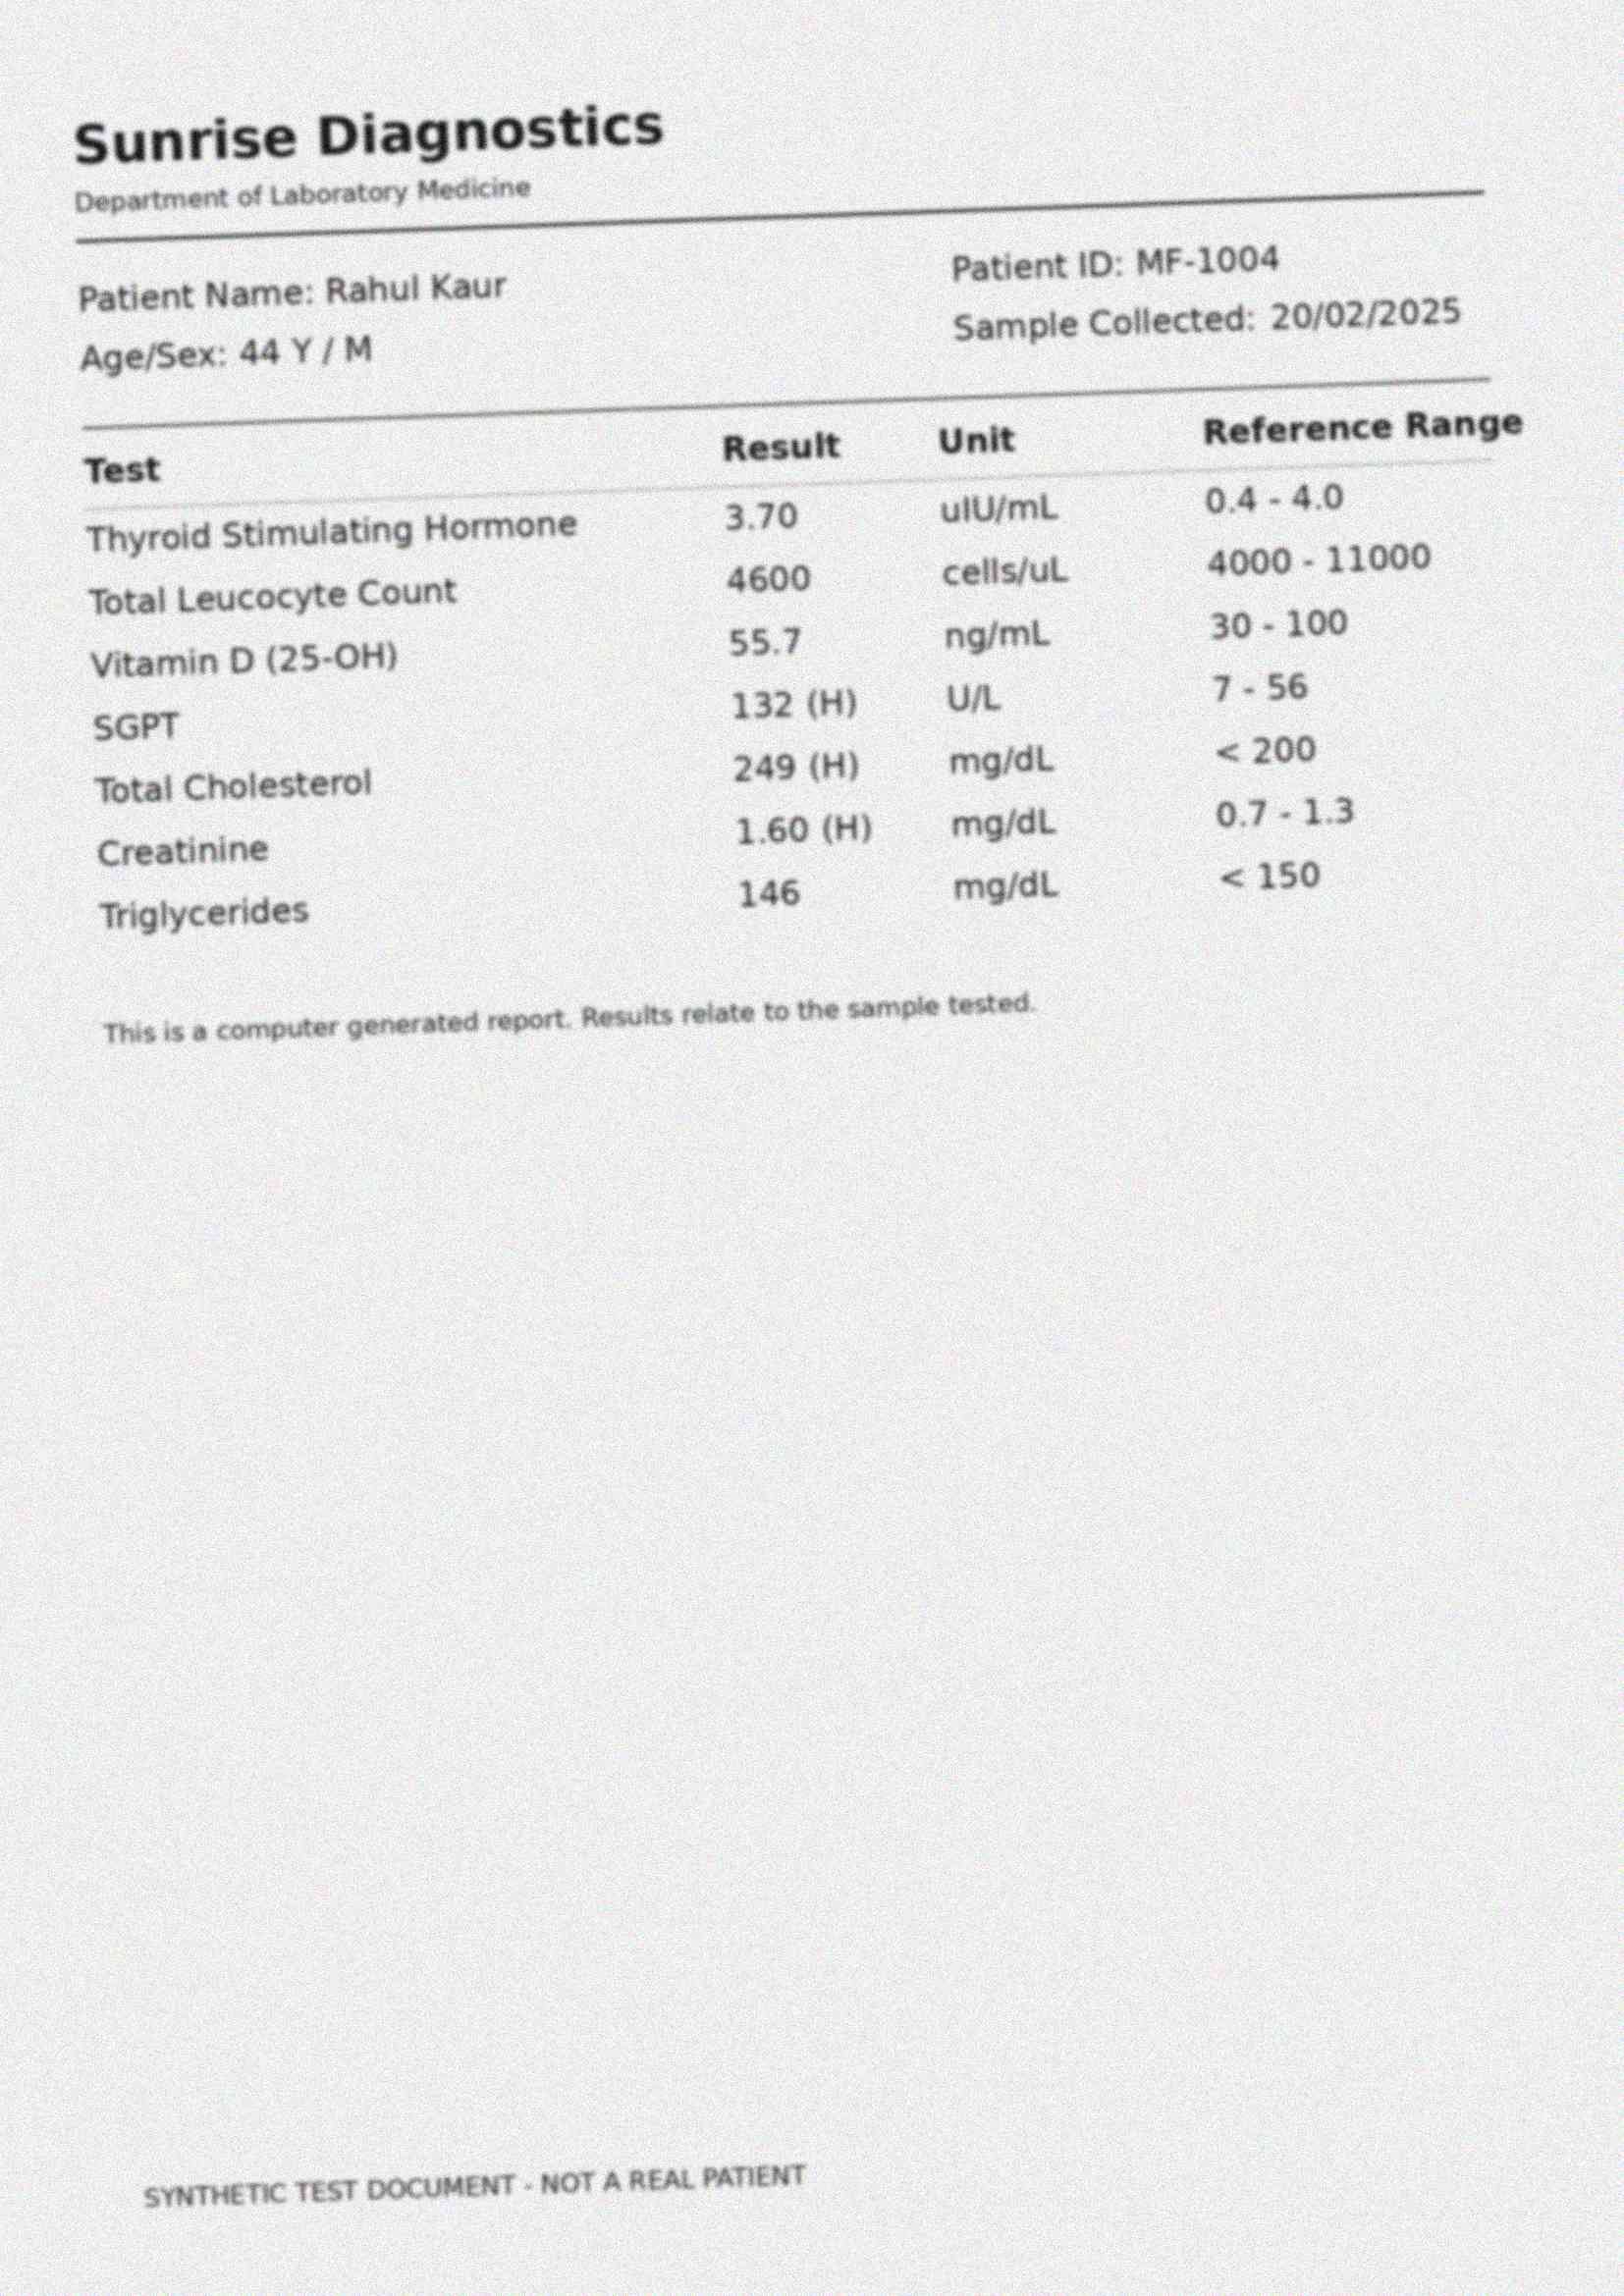 Sunrise Diagnostics
Department of Laboratory Medicine
Patient Name: Rahul Kaur Patient ID: MF-1004
Age/Sex: 44 Y / M Sample Collected: 20/02/2025
Test Result Unit Reference Range
Thyroid Stimulating Hormone 3.70 uIU/mL 0.4 - 4.0
Total Leucocyte Count 4600 cells/uL 4000 - 11000
Vitamin D (25-OH) 55.7 ng/mL 30 - 100
SGPT 132 (H) U/L 7 - 56
Total Cholesterol 249 (H) mg/dL < 200
Creatinine 1.60 (H) mg/dL 0.7 - 1.3
Triglycerides 146 mg/dL < 150
This is a computer generated report. Results relate to the sample tested.
SYNTHETIC TEST DOCUMENT - NOT A REAL PATIENT